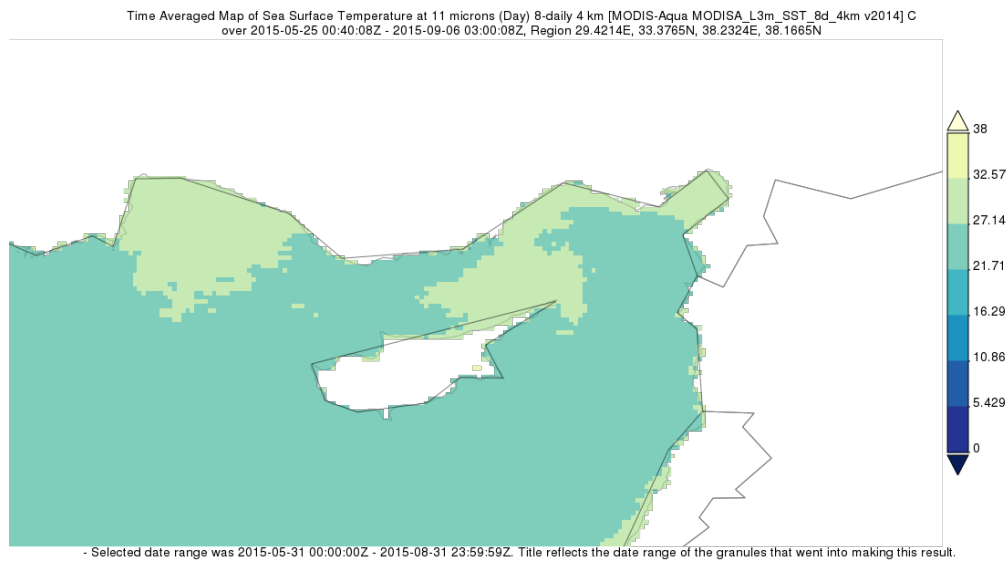 Time Averaged Map of Sea Surface Temperature at 11 microns (Day) 8-daily 4 km [MODIS-Aqua MODISA_L3m_SST_8d_4km v2014] C
over 2015-05-25 00:40:08Z - 2015-09-06 03:00:08Z, Region 29.4214E, 33.3765N, 38.2324E, 38.1665N
38
32.57
27.14
21.71
16.29
10.86
5.429
0
- Selected date range was 2015-05-31 00:00:00Z - 2015-08-31 23:59:59Z. Title reflects the date range of the granules that went into making this result.